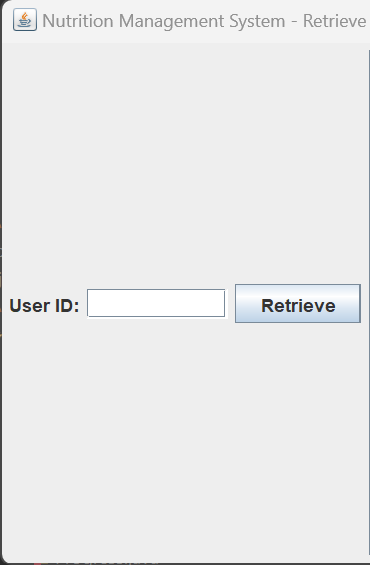 Nutrition Management System - Retrieve
User ID:
Retrieve